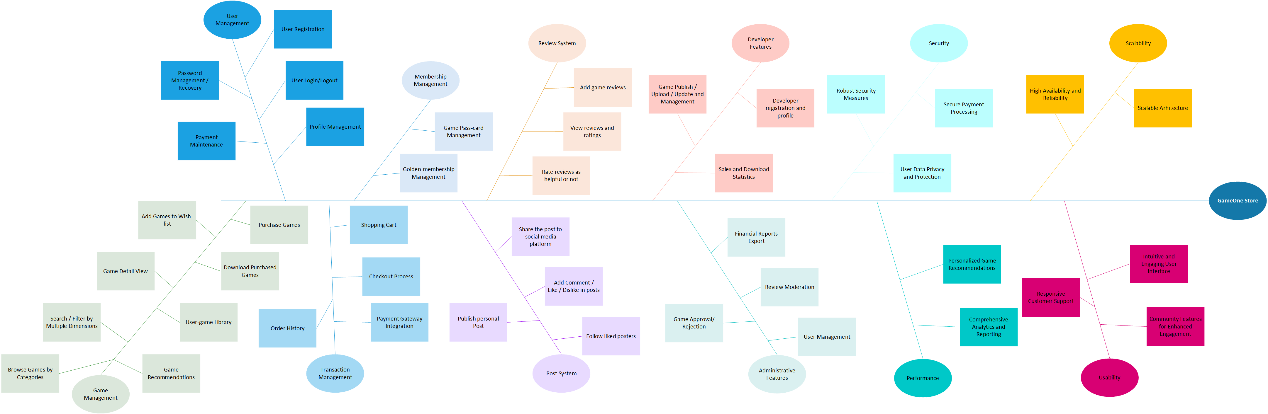 User
Management
User Registration
Password
Management /
Recovery
User Login/Logout
Profile Management
Payment
Maintenance
Membership
Management
Game Pass-card
Management
Golden membership
Management
Review System
Add game reviews
View reviews and
ratings
Rate reviews as
helpful or not
Developer
Features
Game Publish /
Upload / Update and
Management
Developer
registration and
profile
Sales and Download
Statistics
Security
Robust Security
Measures
Secure Payment
Processing
User Data Privacy
and Protection
Scalability
High Availability and
Reliability
Scalable Arhitecture
GameOne Store
Add Games to Wish
list
Purchase Games
Game Detail View
Download Purchased
Games
Search / Filter by
Multiple Dimensions
User-game library
Browse Games by
Categories
Game
Recommendations
Game
Management
Shopping Cart
Checkout Process
Order History
Payment Gateway
Integration
Transaction
Management
Share the post to
social media
platform
Add Comment /
Like / Dislike in posts
Publish personal
Post
Follow liked posters
Post System
Financial Reports
Export
Review Moderation
Game Approval/
Rejection
User Management
Administrative
Features
Personalized Game
Recommendations
Comprehensive
Analytics and
Reporting
Performance
Intuitive and
Engaging User
Interface
Responsive
Customer Support
Community Features
for Enhanced
Engagement
Usability